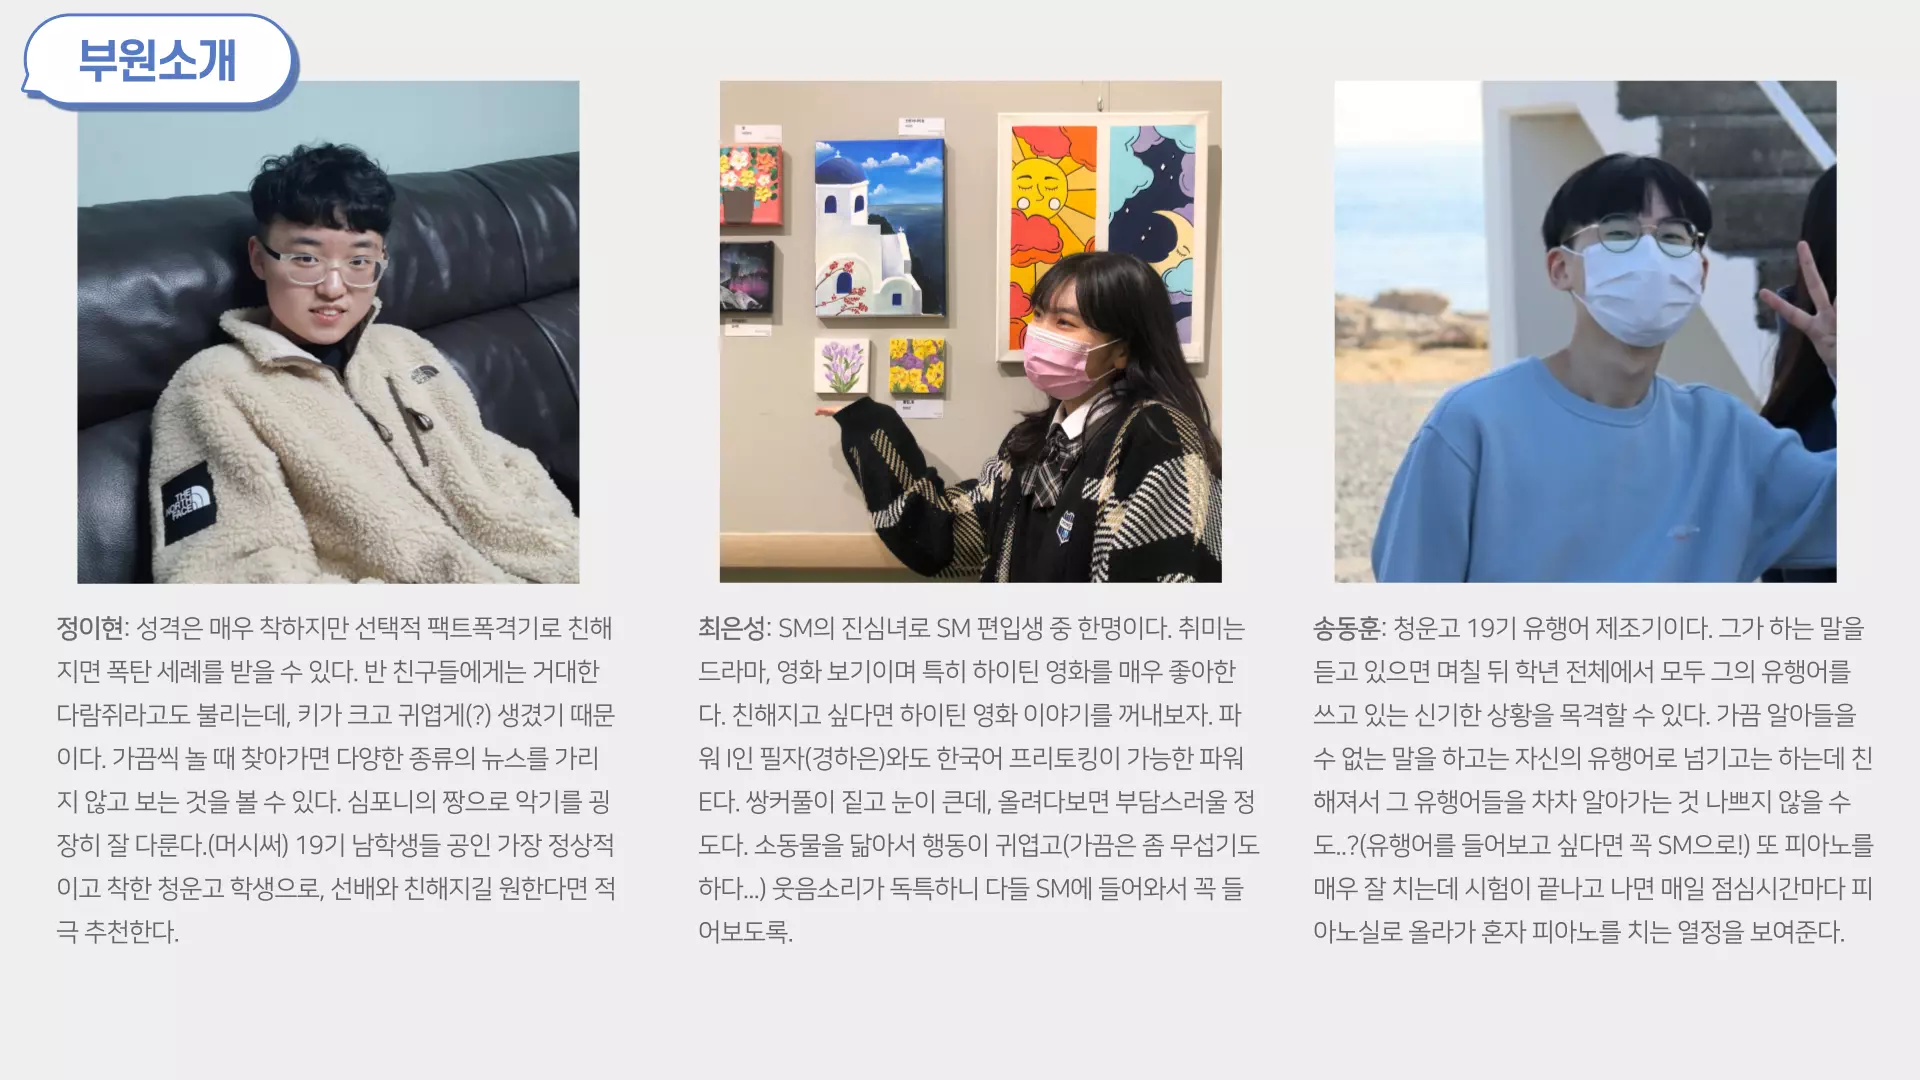 부원소개
THE
NORTH
FACE
정이현: 성격은 매우 착하지만 선택적 팩트폭격기로 친해
지면 폭탄 세례를 받을 수 있다. 반 친구들에게는 거대한
다람쥐라고도 불리는데, 키가 크고 귀엽게(?) 생겼기 때문
이다. 가끔씩 놀 때 찾아가면 다양한 종류의 뉴스를 가리
지 않고 보는 것을 볼 수 있다. 심포니의 짱으로 악기를 굉
장히 잘 다룬다.(머시써) 19기 남학생들 공인 가장 정상적
이고 착한 청운고 학생으로, 선배와 친해지길 원한다면 적
극 추천한다.
최은성: SM의 진심녀로 SM 편입생 중 한명이다. 취미는
드라마, 영화 보기이며 특히 하이틴 영화를 매우 좋아한
다. 친해지고 싶다면 하이틴 영화 이야기를 꺼내보자. 파
워 I인 필자(경하은)와도 한국어 프리토킹이 가능한 파워
E다. 쌍커풀이 짙고 눈이 큰데, 올려다보면 부담스러울 정
도다. 소동물을 닮아서 행동이 귀엽고(가끔은 좀 무섭기도
하다...) 웃음소리가 독특하니 다들 SM에 들어와서 꼭 들
어보도록.
송동훈: 청운고 19기 유행어 제조기이다. 그가 하는 말을
듣고 있으면 며칠 뒤 학년 전체에서 모두 그의 유행어를
쓰고 있는 신기한 상황을 목격할 수 있다. 가끔 알아들을
수 없는 말을 하고는 자신의 유행어로 넘기고는 하는데 친
해져서 그 유행어들을 차차 알아가는 것 나쁘지 않을 수
도..?(유행어를 들어보고 싶다면 꼭 SM으로!) 또 피아노를
매우 잘 치는데 시험이 끝나고 나면 매일 점심시간마다 피
아노실로 올라가 혼자 피아노를 치는 열정을 보여준다.